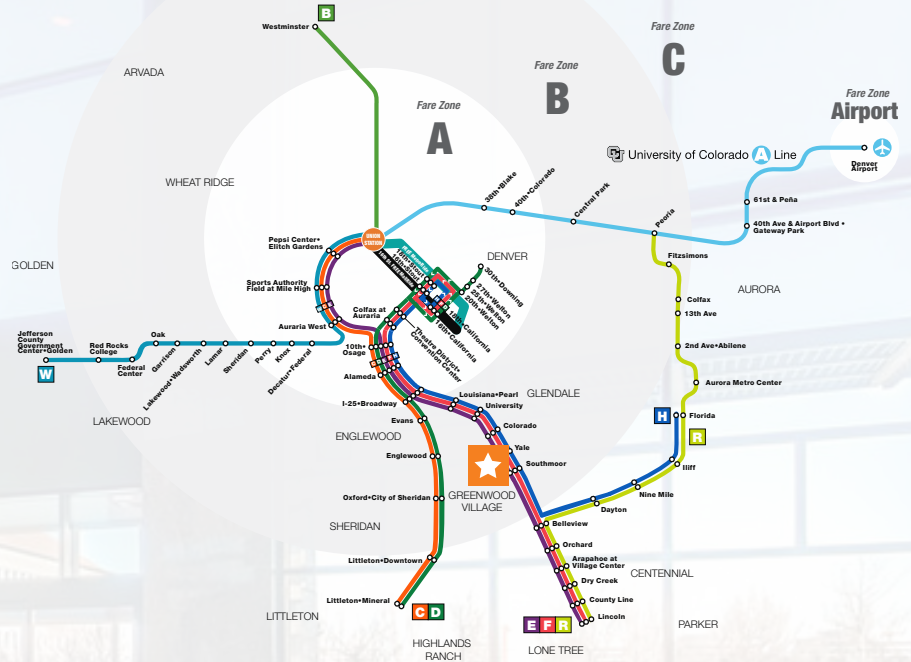 B
Westminster
Fare Zone
C
ARVADA
Fare Zone
B
Fare Zone
A
Fare Zone
Airport
University of Colorado A Line
Denver
Airport
WHEAT RIDGE
38th•Blake
40th•Colorado
Central Park
Peoria
61st & Peña
40th Ave & Airport Blvd •
Gateway Park
UNION
STATION
Pepsi Center•
Elitch Gardens
GOLDEN
DENVER
Fitzsimons
AURORA
Sports Authority
Field at Mile High
16th•Stout
18th•Stout
30th•Downing
27th•Welton
25th•Welton
20th•Welton
18th•California
16th•California
Theatre District•
Convention Center
Colfax at
Auraria
Auraria West
Colfax
13th Ave
2nd Ave•Abilene
Aurora Metro Center
Jefferson
County
Government
Center•Golden
W
Red Rocks
College
Federal
Center
Oak
Garrison
Lakewood•Wadsworth
Lamar
Sheridan
Perry
Knox
Decatur•Federal
10th•
Osage
Alameda
I-25•Broadway
Evans
LAKEWOOD
ENGLEWOOD
Englewood
Louisiana•Pearl
University
GLENDALE
Colorado
Yale
Southmoor
H
Florida
R
Iliff
Nine Mile
Dayton
GREENWOOD
VILLAGE
Oxford•City of Sheridan
SHERIDAN
Belleview
Orchard
Arapahoe at
Village Center
CENTENNIAL
Dry Creek
County Line
Lincoln
Littleton•Downtown
Littleton•Mineral
LITTLETON
C D
E F R
PARKER
HIGHLANDS
RANCH
LONE TREE